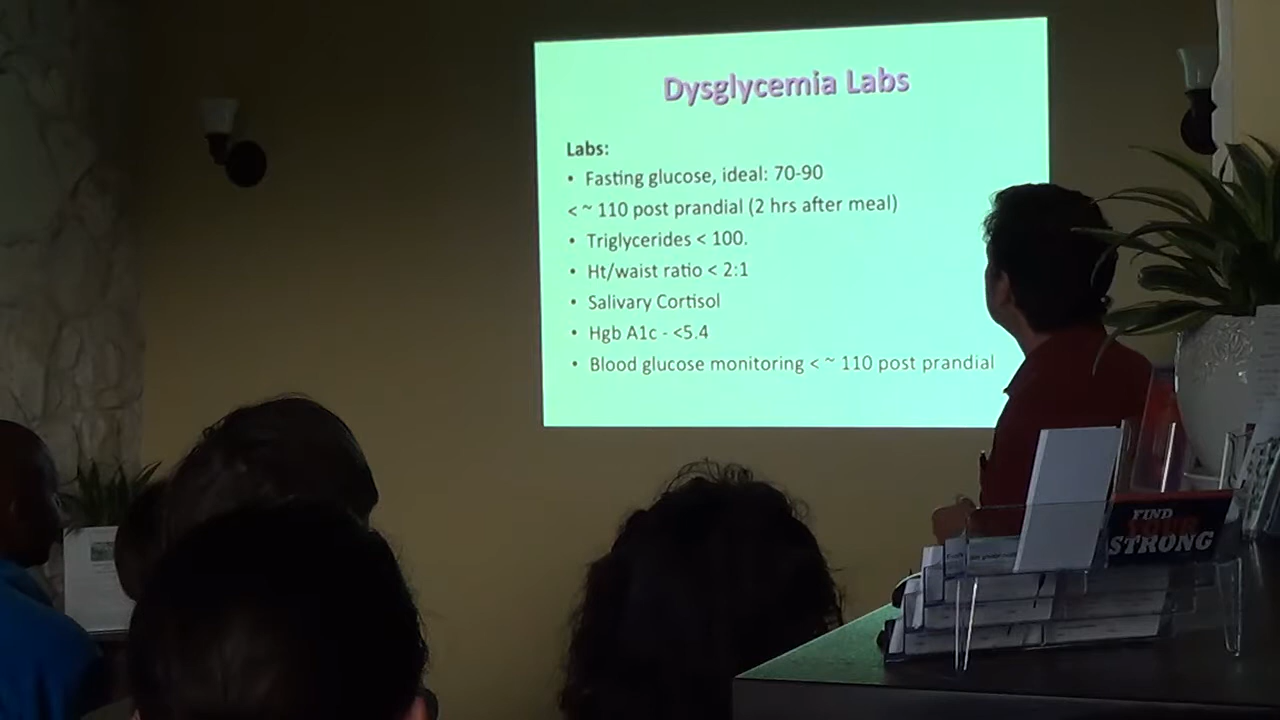 Dysglycemia Labs
Labs:
• Fasting glucose, ideal: 70-90
< ~ 110 post prandial (2 hrs after meal)
• Triglycerides < 100.
• Ht/waist ratio < 2:1
• Salivary Cortisol
• Hgb A1c - <5.4
• Blood glucose monitoring < ~ 110 post prandial
FIND
YOUR
STRONG